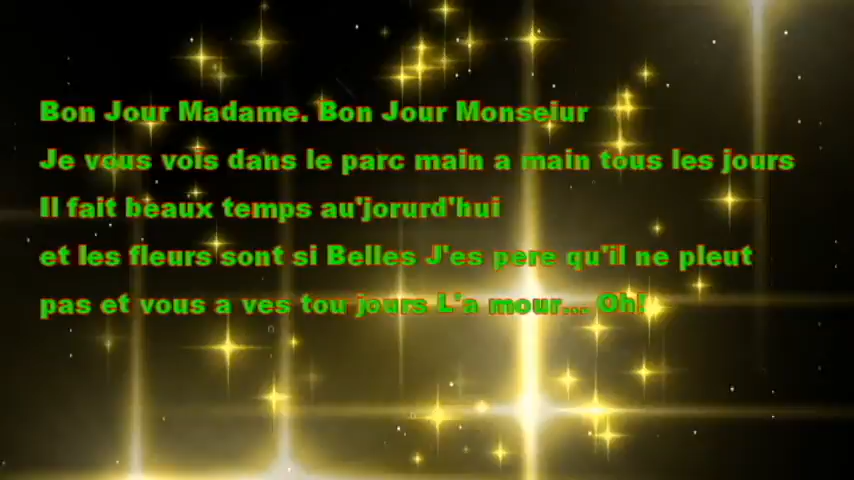 Bon Jour Madame. Bon Jour Monseiur
Je vous vois dans le parc main a main tous les jours
Il fait beaux temps au'jorurd'hui
et les fleurs sont si Belles J'es pere qu'il ne pleut
pas et vous a ves tou jours L'a mour... Oh!